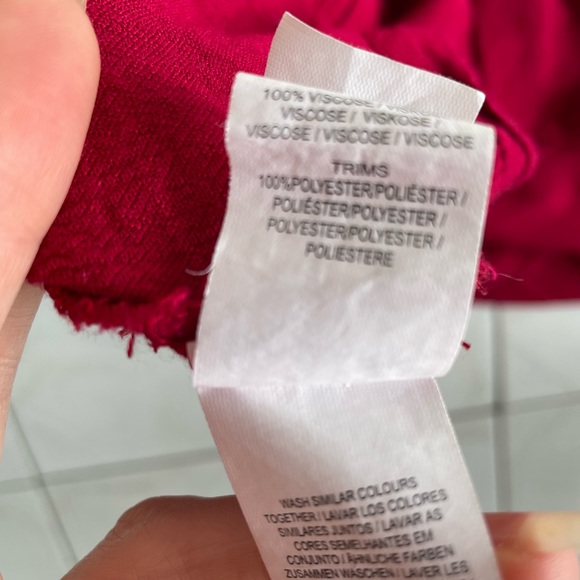 100% VISCOSE /
VISCOSE / VISKOSE /
VISCOSE / VISCOSE / VISCOSE
TRIMS
100%POLYESTER/POLIÉSTER /
POLIÉSTER/POLYESTER /
POLYESTER/POLYESTER /
POLIESTERE
WASH SIMILAR COLOURS
TOGETHER / LAVAR LOS COLORES
SIMILARES JUNTOS / LAVAR AS
CORES SEMELHANTES EM
CONJUNTO / ÄHNLICHE FARBEN
ZUSAMMEN WASCHEN / LAVER LES